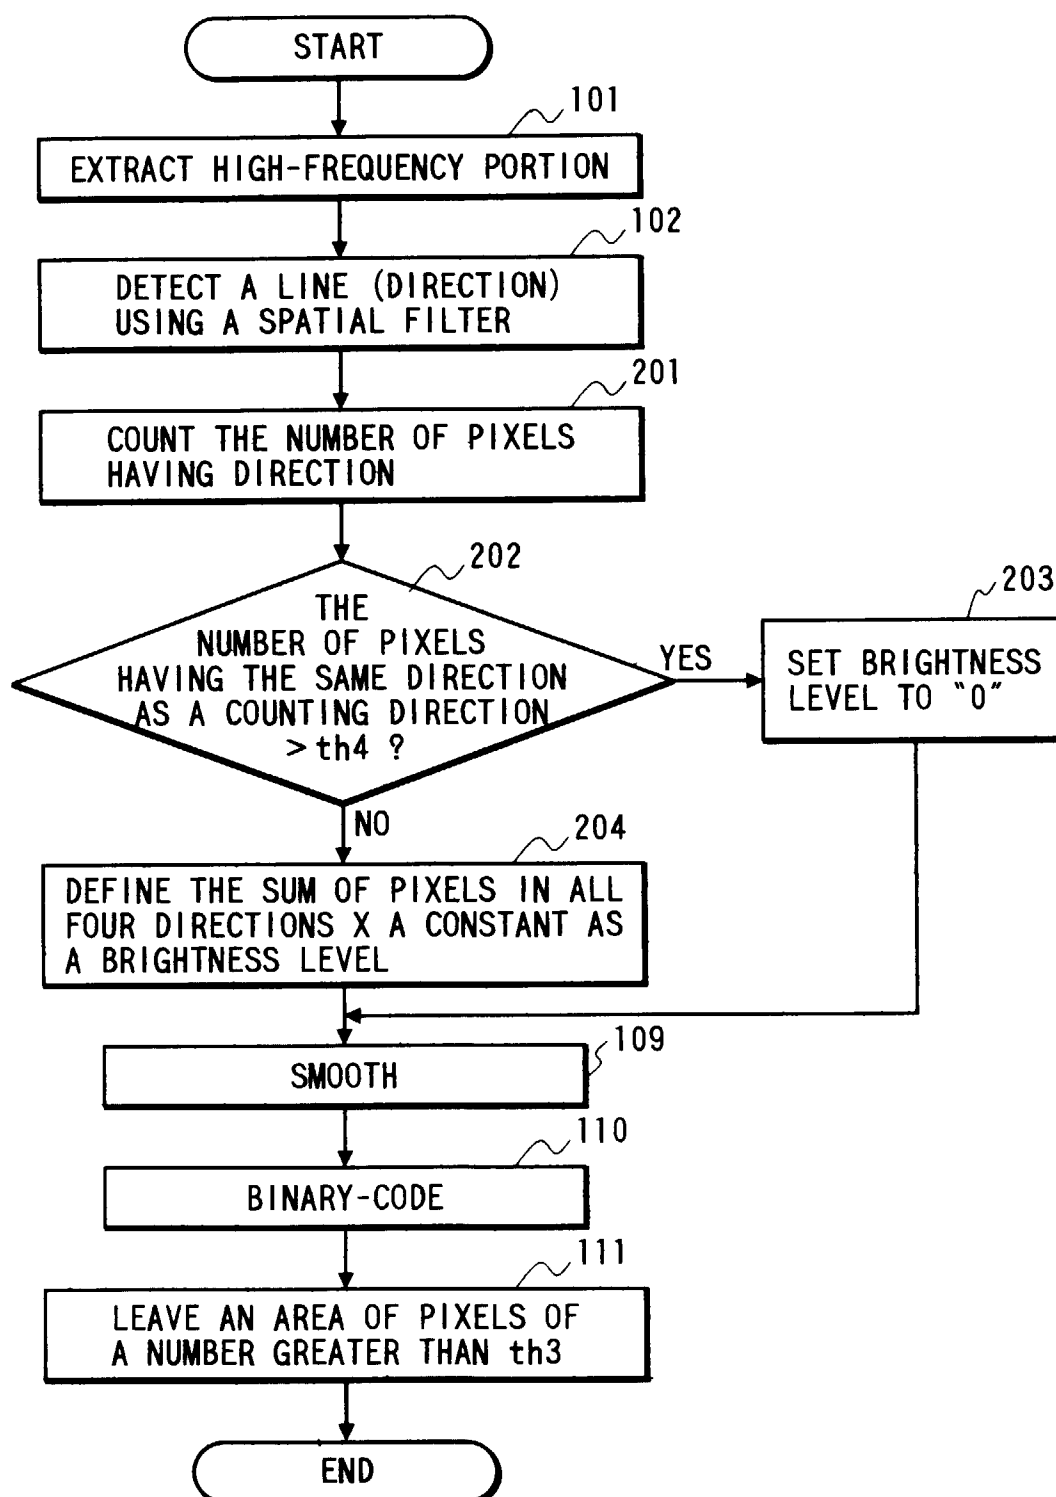 START
101
EXTRACT HIGH-FREQUENCY PORTION
102
DETECT A LINE (DIRECTION)
USING A SPATIAL FILTER
201
COUNT THE NUMBER OF PIXELS
HAVING DIRECTION
202
THE
NUMBER OF PIXELS
HAVING THE SAME DIRECTION
AS A COUNTING DIRECTION
> th4 ?
YES
203
SET BRIGHTNESS
LEVEL TO "0"
NO
204
DEFINE THE SUM OF PIXELS IN ALL
FOUR DIRECTIONS X A CONSTANT AS
A BRIGHTNESS LEVEL
109
SMOOTH
110
BINARY-CODE
111
LEAVE AN AREA OF PIXELS OF
A NUMBER GREATER THAN th3
END